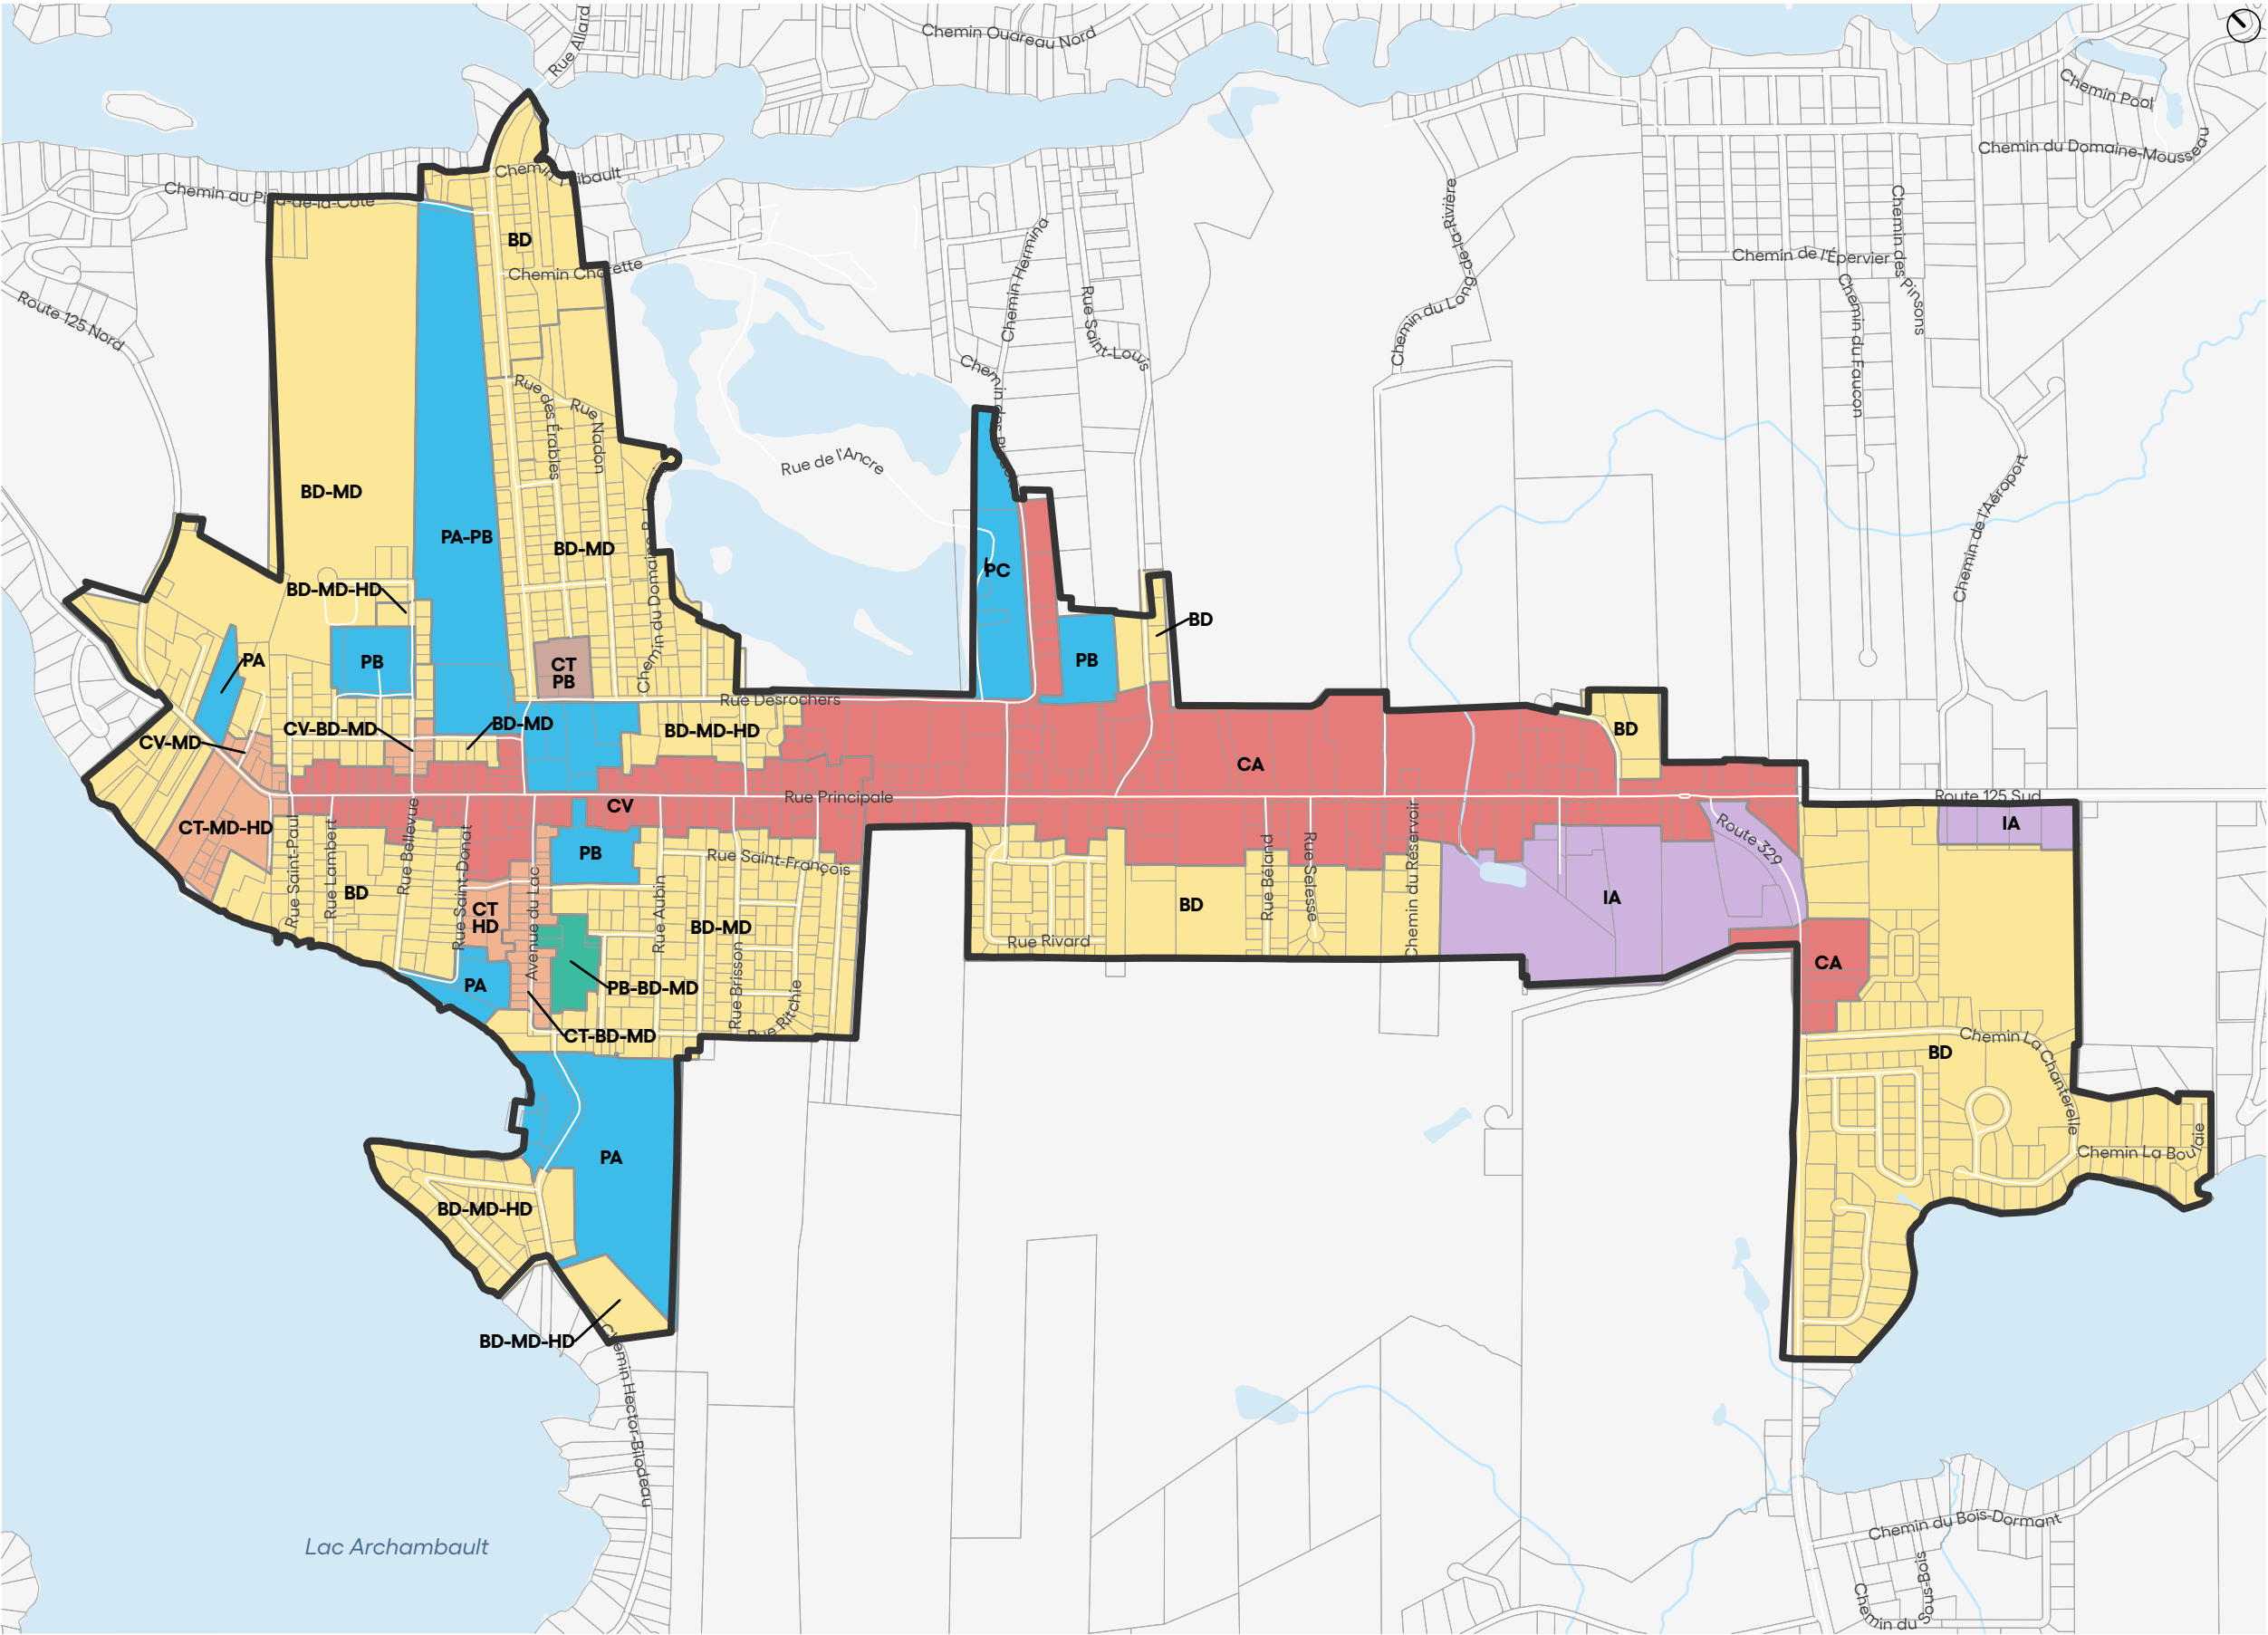 Chemin Ouareau Nord
Rue Allard
Chemin Pool
Chemin du Domaine-Mousseau
Chemin Thibault
Chemin au Pied-de-la-Côte
BD
Chemin Charette
Route 125 Nord
Chemin Hermina
Rue Saint-Louis
Chemin du Long-de-la-Rivière
Chemin de l'Épervier
Chemin des Pinsons
Chemin du Faucon
Chemin de l'Aéroport
Rue des Érables
Rue Nadon
Rue de l'Ancre
Chemin des
BD-MD
PA-PB
BD-MD
Chemin du Domaine
PC
BD-MD-HD
BD
PA
PB
CT
PB
PB
Rue Desrochers
CV-MD
CV-BD-MD
BD-MD
BD-MD-HD
BD
CA
Rue Principale
CV
Route 125 Sud
IA
CT-MD-HD
Rue Saint-Paul
Rue Lambert
Rue Bellevue
Rue Saint-Donat
Avenue du Lac
PB
Rue Saint-François
Route 329
BD
CT
HD
Rue Aubin
BD-MD
Rue Brisson
Rue Ritchie
Rue Rivard
BD
Rue Béland
Rue Selesse
Chemin du Réservoir
IA
CA
PA
PB-BD-MD
CT-BD-MD
Chemin La Chanterelle
BD
Chemin La Boulaie
PA
BD-MD-HD
BD-MD-HD
Chemin Hector-Bilodeau
Lac Archambault
Chemin du Bois-Dormant
Chemin du Sous-Bois